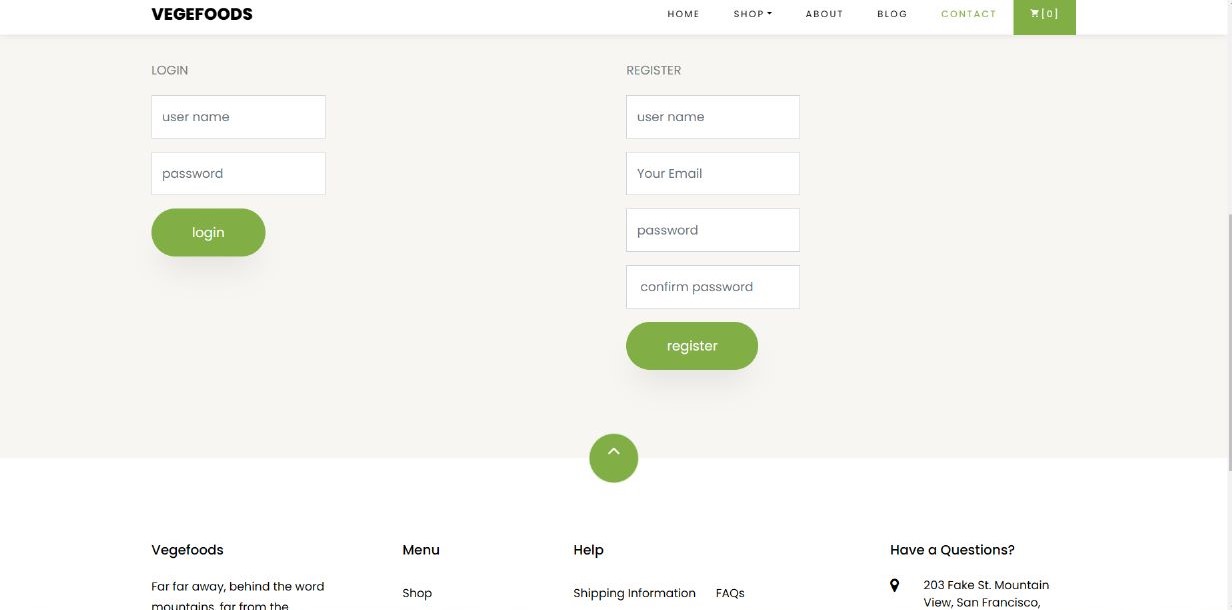 VEGEFOODS
HOME SHOP ABOUT BLOG CONTACT [0]
LOGIN
user name
password
login
REGISTER
user name
Your Email
password
confirm password
register
Vegefoods
Far far away, behind the word
mountains, far from the
Menu
Shop
Help
Shipping Information FAQs
Have a Questions?
203 Fake St. Mountain
View, San Francisco,